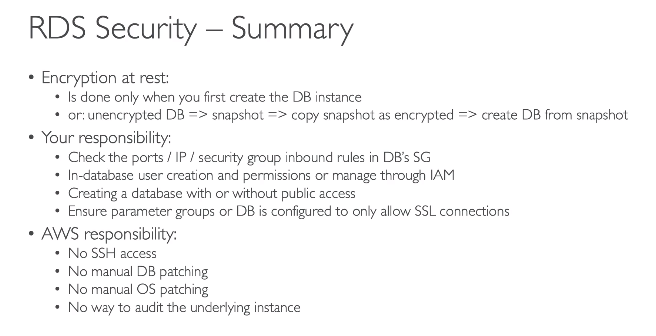 RDS Security – Summary
• Encryption at rest:
• Is done only when you first create the DB instance
• or: unencrypted DB => snapshot => copy snapshot as encrypted => create DB from snapshot
• Your responsibility:
• Check the ports / IP / security group inbound rules in DB's SG
• In-database user creation and permissions or manage through IAM
• Creating a database with or without public access
• Ensure parameter groups or DB is configured to only allow SSL connections
• AWS responsibility:
• No SSH access
• No manual DB patching
• No manual OS patching
• No way to audit the underlying instance